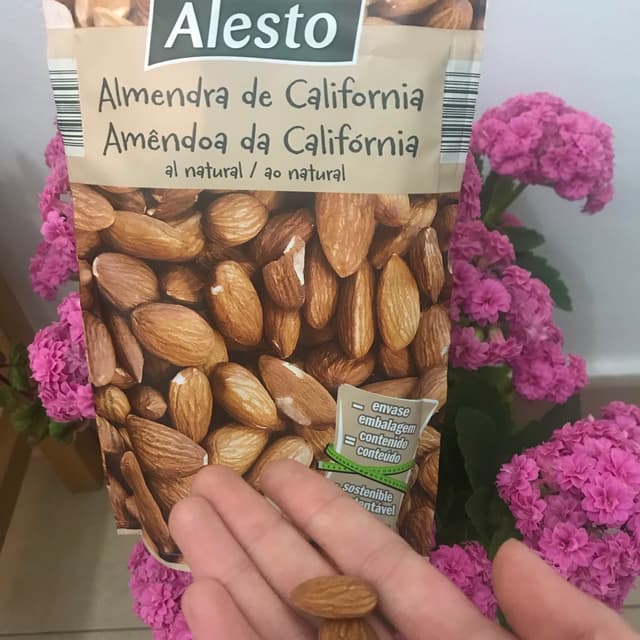 Alesto
Almendra de California
Amêndoa da Califórnia
al natural / ao natural
envase
embalagem
contenido
conteúdo
sostenible